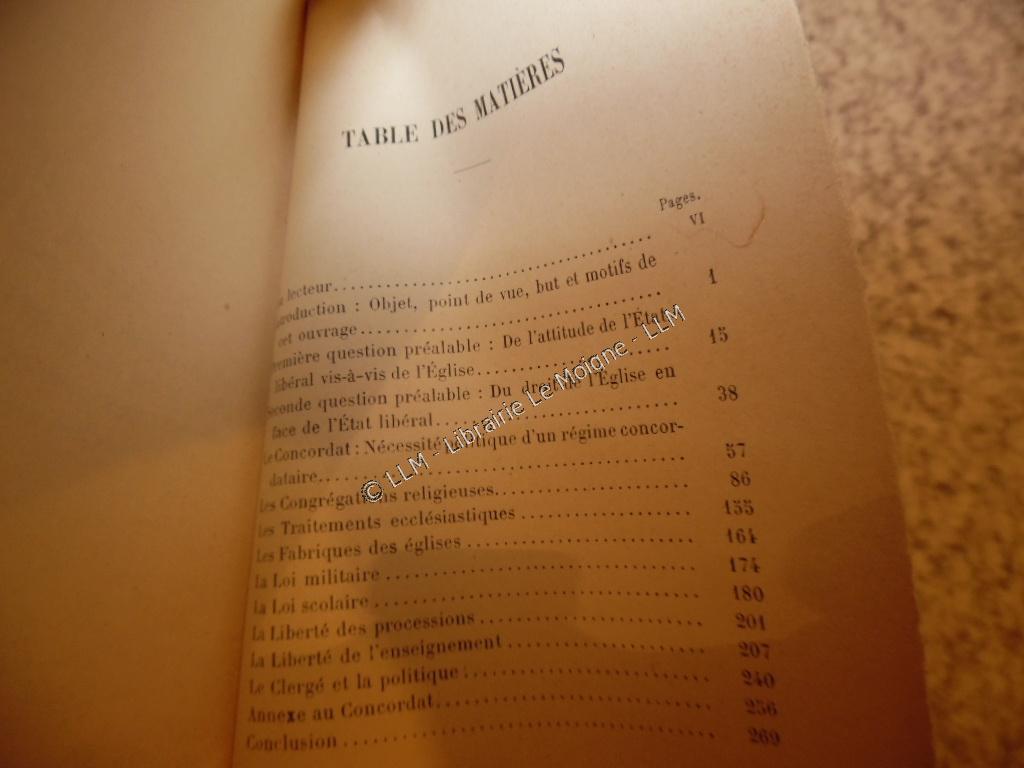 TABLE DES MATIÈRES
Pages.
lecteur........ VI
Introduction : Objet, point de vue, but et motifs de
cet ouvrage........ 1
Première question préalable : De l'attitude de l'État
libéral vis-à-vis de l'Église........ 15
Seconde question préalable : Du droit de l'Église en
face de l'État libéral........ 38
Le Concordat : Nécessité politique d'un régime concor-
dataire........ 57
Les Congrégations religieuses........ 86
Les Traitements ecclésiastiques........ 155
Les Fabriques des églises........ 164
La Loi militaire........ 174
La Loi scolaire........ 180
La Liberté des processions........ 201
La Liberté de l'enseignement........ 207
Le Clergé et la politique........ 240
Annexe au Concordat........ 256
Conclusion........ 269
© LLM - Librairie Le Moigne - LLM